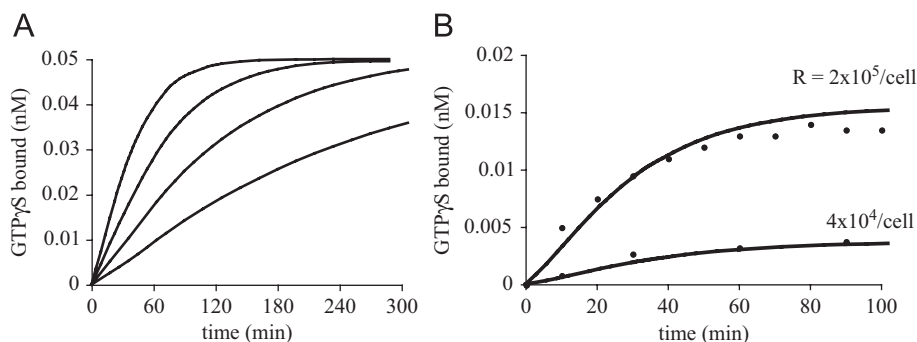 A
GTPγS bound (nM)
0.05
0.04
0.03
0.02
0.01
0
0
60
120
180
240
300
time (min)
B
GTPγS bound (nM)
0.02
0.015
0.01
0.005
0
0
20
40
60
80
100
time (min)
R = 2x10⁵/cell
4x10⁴/cell